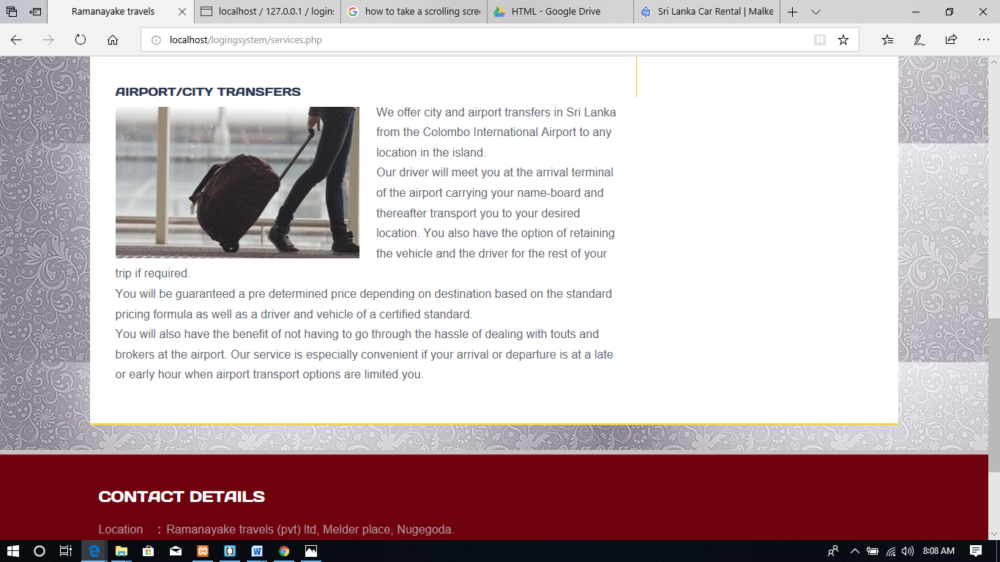 Ramanayake travels
localhost / 127.0.0.1 / logins
how to take a scrolling scree
HTML - Google Drive
Sri Lanka Car Rental | Malke
localhost/logingsystem/services.php
AIRPORT/CITY TRANSFERS
We offer city and airport transfers in Sri Lanka
from the Colombo International Airport to any
location in the island.
Our driver will meet you at the arrival terminal
of the airport carrying your name-board and
thereafter transport you to your desired
location. You also have the option of retaining
the vehicle and the driver for the rest of your
trip if required.
You will be guaranteed a pre determined price depending on destination based on the standard
pricing formula as well as a driver and vehicle of a certified standard.
You will also have the benefit of not having to go through the hassle of dealing with touts and
brokers at the airport. Our service is especially convenient if your arrival or departure is at a late
or early hour when airport transport options are limited.you.
CONTACT DETAILS
Location : Ramanayake travels (pvt) ltd, Melder place, Nugegoda.
8:08 AM